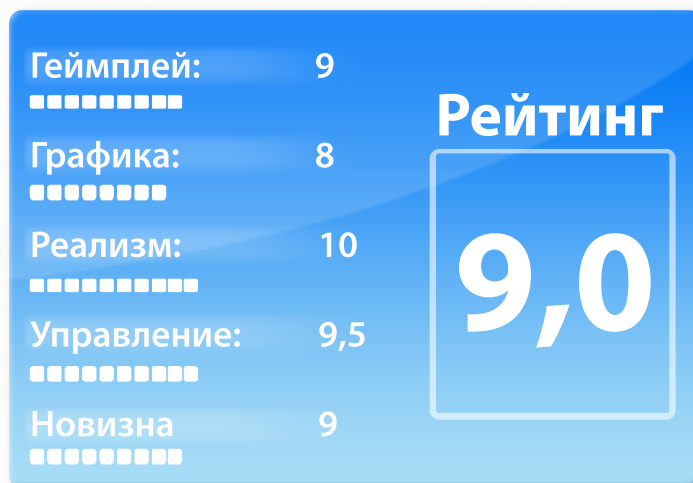 Геймплей: 9
Графика: 8
Реализм: 10
Управление: 9,5
Новизна 9
Рейтинг
9,0